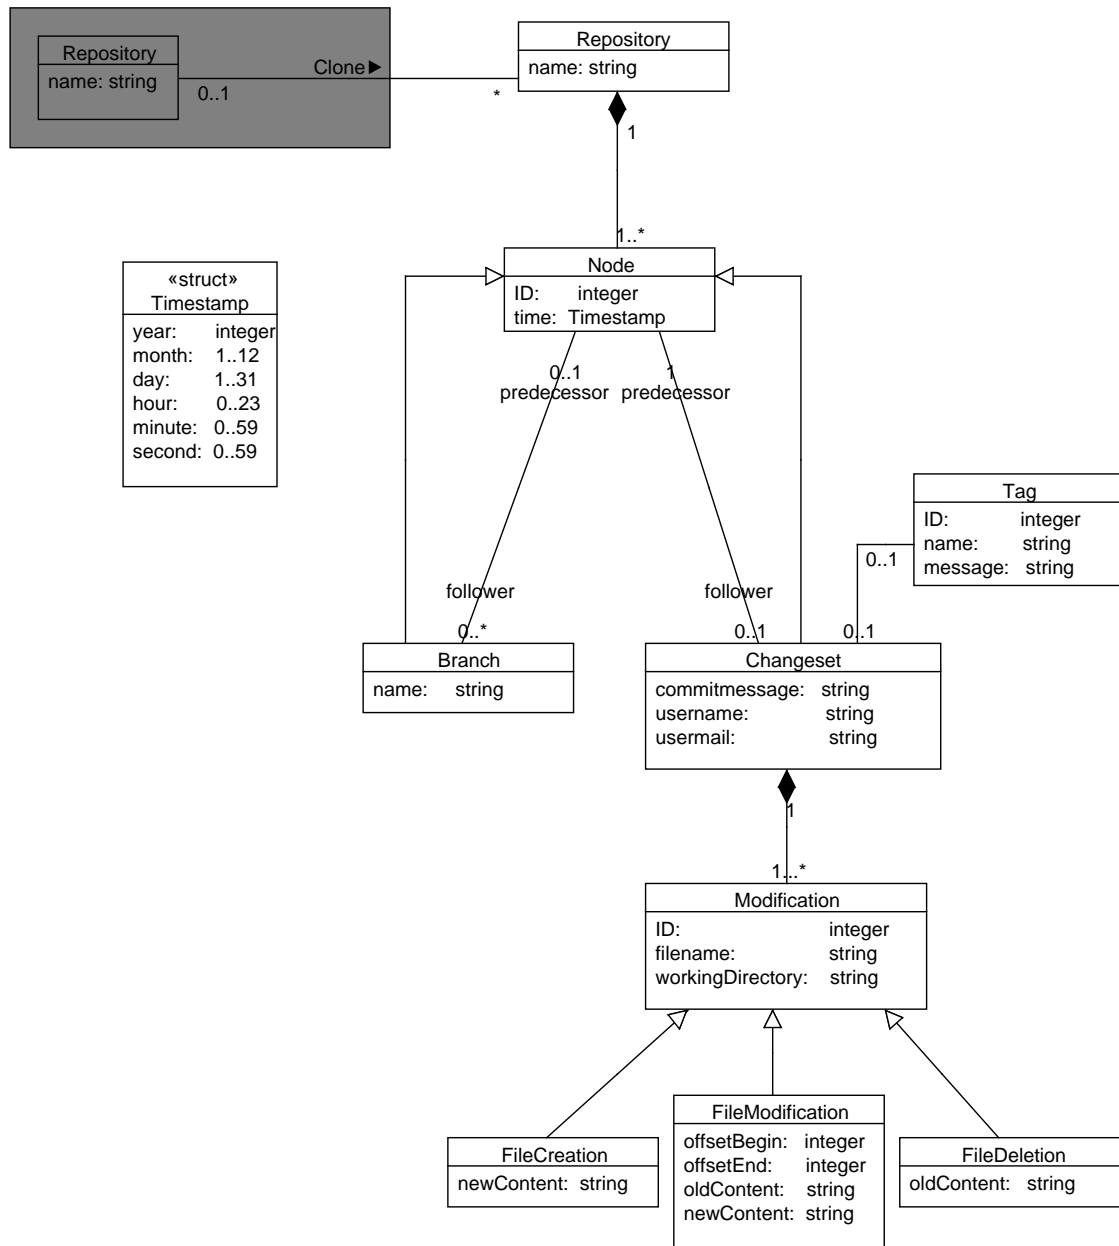 Repository
name: string
Clone ►
0..1
*
Repository
name: string
1
1..*
Node
ID: integer
time: Timestamp
«struct»
Timestamp
year: integer
month: 1..12
day: 1..31
hour: 0..23
minute: 0..59
second: 0..59
0..1
predecessor
1
predecessor
follower
0..*
follower
0..1
0..1
0..1
Tag
ID: integer
name: string
message: string
Branch
name: string
Changeset
commitmessage: string
username: string
usermail: string
1
1...*
Modification
ID: integer
filename: string
workingDirectory: string
FileCreation
newContent: string
FileModification
offsetBegin: integer
offsetEnd: integer
oldContent: string
newContent: string
FileDeletion
oldContent: string